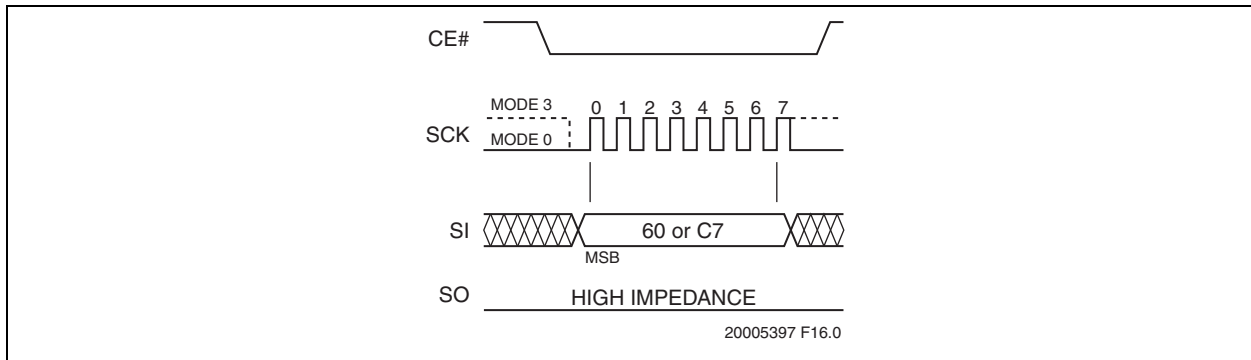 CE#
MODE 3 0 1 2 3 4 5 6 7
SCK MODE 0
SI 60 or C7
MSB
SO HIGH IMPEDANCE
20005397 F16.0